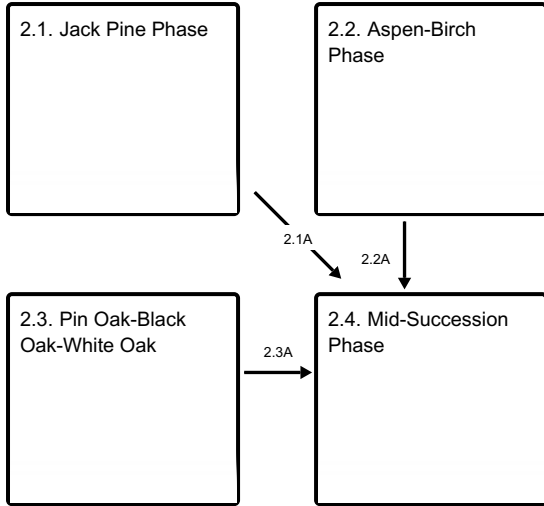 2.1. Jack Pine Phase
2.2. Aspen-Birch
Phase
2.1A
2.2A
2.3. Pin Oak-Black
Oak-White Oak
2.3A
2.4. Mid-Succession
Phase